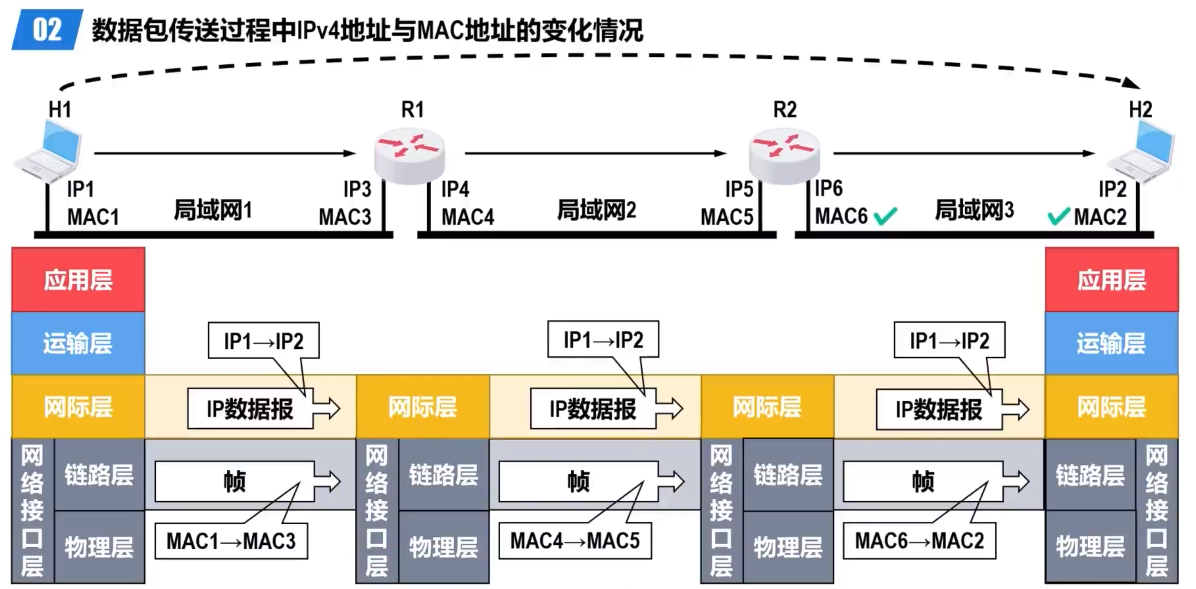 02 数据包传送过程中IPv4地址与MAC地址的变化情况
H1
R1
R2
H2
IP1
MAC1
局域网1
IP3
MAC3
IP4
MAC4
局域网2
IP5
MAC5
IP6
MAC6
局域网3
IP2
MAC2
应用层
应用层
运输层
IP1→IP2
IP1→IP2
IP1→IP2
运输层
网际层
IP数据报
网际层
IP数据报
网际层
IP数据报
网际层
网络接口层
链路层
物理层
帧
MAC1→MAC3
网络接口层
链路层
物理层
帧
MAC4→MAC5
网络接口层
链路层
物理层
帧
MAC6→MAC2
链路层
物理层
网络接口层